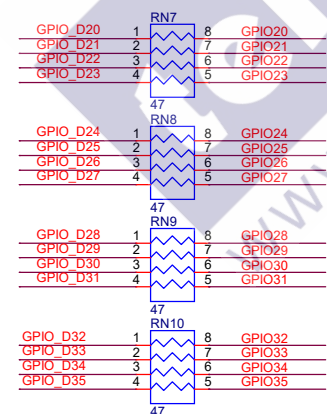 RN7
GPIO_D20 1 8 GPIO20
GPIO_D21 2 7 GPIO21
GPIO_D22 3 6 GPIO22
GPIO_D23 4 5 GPIO23
47
RN8
GPIO_D24 1 8 GPIO24
GPIO_D25 2 7 GPIO25
GPIO_D26 3 6 GPIO26
GPIO_D27 4 5 GPIO27
47
RN9
GPIO_D28 1 8 GPIO28
GPIO_D29 2 7 GPIO29
GPIO_D30 3 6 GPIO30
GPIO_D31 4 5 GPIO31
47
RN10
GPIO_D32 1 8 GPIO32
GPIO_D33 2 7 GPIO33
GPIO_D34 3 6 GPIO34
GPIO_D35 4 5 GPIO35
47